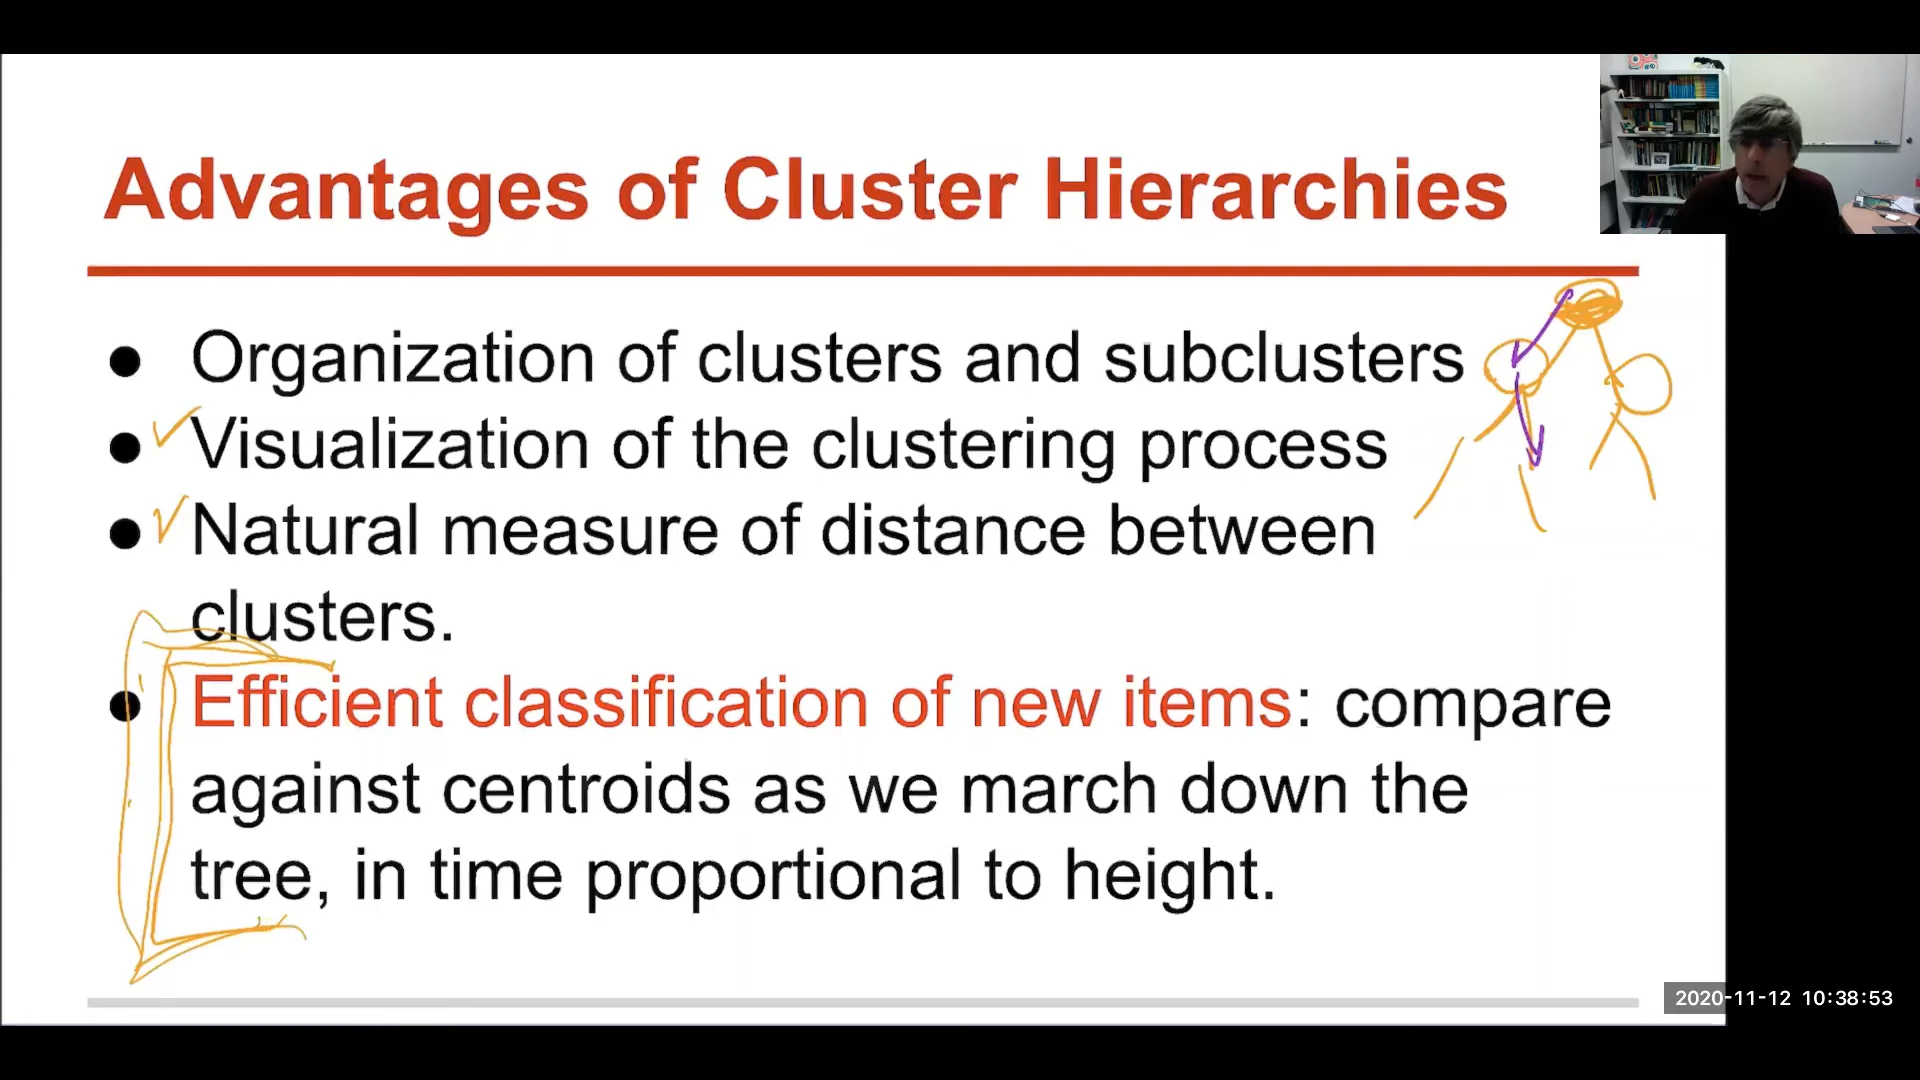 Advantages of Cluster Hierarchies
● Organization of clusters and subclusters
● Visualization of the clustering process
● Natural measure of distance between
clusters.
● Efficient classification of new items: compare
against centroids as we march down the
tree, in time proportional to height.
2020-11-12 10:38:53